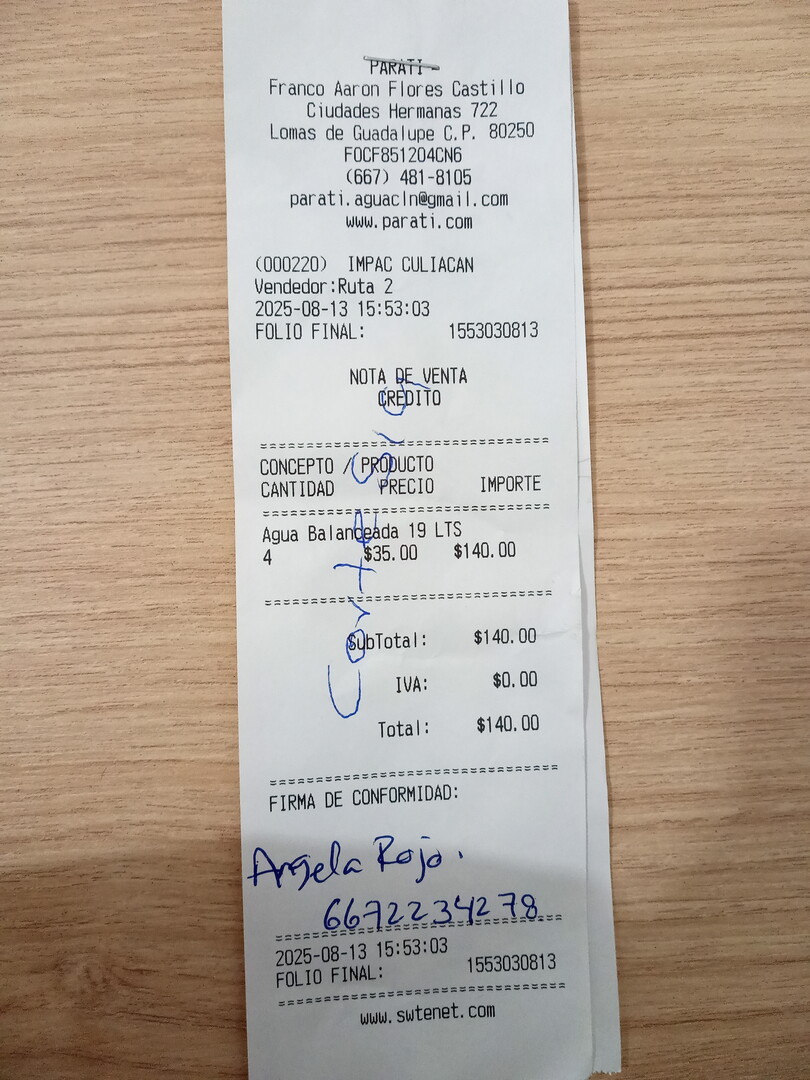 PARATI -
Franco Aaron Flores Castillo
Ciudades Hermanas 722
Lomas de Guadalupe C.P. 80250
FOCF851204CN6
(667) 481-8105
parati.aguacln@gmail.com
www.parati.com
(000220) IMPAC CULIACAN
Vendedor:Ruta 2
2025-08-13 15:53:03
FOLIO FINAL: 1553030813
NOTA DE VENTA
CREDITO
CONCEPTO / PRODUCTO
CANTIDAD PRECIO IMPORTE
Agua Balanceada 19 LTS
4 $35.00 $140.00
SubTotal: $140.00
IVA: $0.00
Total: $140.00
FIRMA DE CONFORMIDAD:
Angela Rojo.
66722234278
2025-08-13 15:53:03
FOLIO FINAL: 1553030813
www.swtenet.com